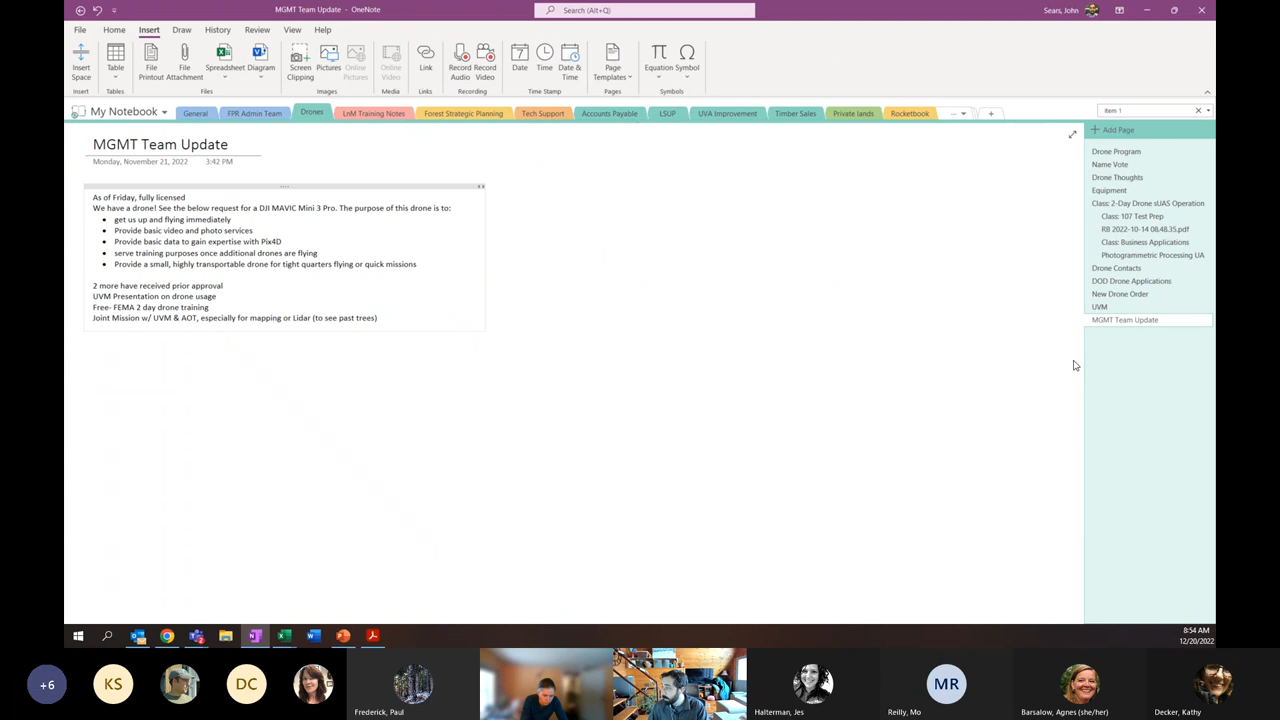 MGMT Team Update - OneNote
Search (Alt+Q)
Sears, John
File Home Insert Draw History Review View Help
Insert Space
Table
File Printout
File Attachment
Spreadsheet
Diagram
Screen Clipping
Pictures
Online Pictures
Online Video
Link
Record Audio
Record Video
Date
Time
Date & Time
Page Templates
Equation
Symbol
Insert Tables Files Images Media Links Recording Time Stamp Pages Symbols
My Notebook General FPR Admin Team Drones LnM Training Notes Forest Strategic Planning Tech Support Accounts Payable LSUP UVA Improvement Timber Sales Private lands Rocketbook
item 1
MGMT Team Update
Monday, November 21, 2022 3:42 PM
As of Friday, fully licensed
We have a drone! See the below request for a DJI MAVIC Mini 3 Pro. The purpose of this drone is to:
• get us up and flying immediately
• Provide basic video and photo services
• Provide basic data to gain expertise with Pix4D
• serve training purposes once additional drones are flying
• Provide a small, highly transportable drone for tight quarters flying or quick missions
2 more have received prior approval
UVM Presentation on drone usage
Free- FEMA 2 day drone training
Joint Mission w/ UVM & AOT, especially for mapping or Lidar (to see past trees)
Add Page
Drone Program
Name Vote
Drone Thoughts
Equipment
Class: 2-Day Drone sUAS Operation
Class: 107 Test Prep
RB 2022-10-14 08.48.35.pdf
Class: Business Applications
Photogrammetric Processing UA
Drone Contacts
DOD Drone Applications
New Drone Order
UVM
MGMT Team Update
8:54 AM
12/20/2022
+6
KS
DC
Frederick, Paul
Halterman, Jes
MR
Reilly, Mo
Barsalow, Agnes (she/her)
Decker, Kathy